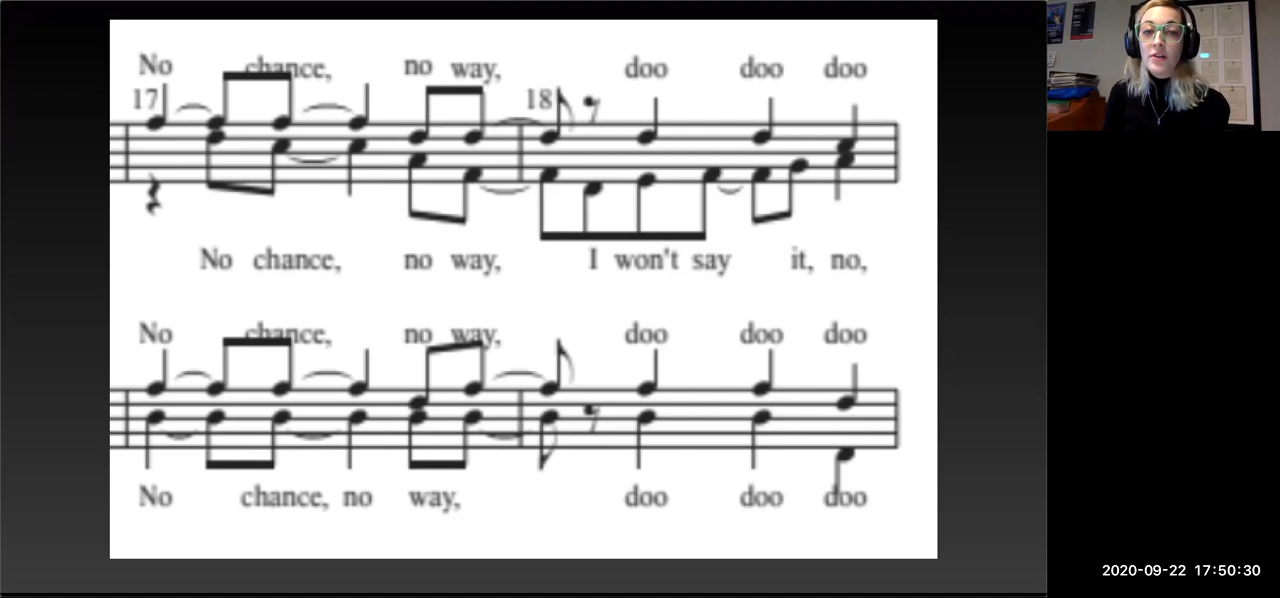 No chance, no way, doo doo doo
17 18
No chance, no way, I won't say it, no,
No chance, no way, doo doo doo
No chance, no way, doo doo doo
2020-09-22 17:50:30